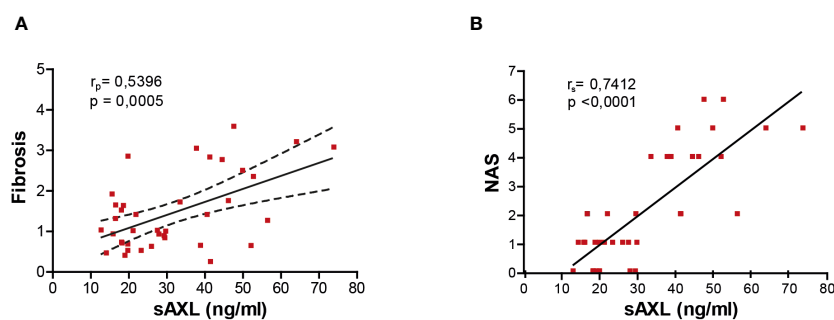 A
rp= 0,5396
p = 0,0005
Fibrosis
5
4
3
2
1
0
0 10 20 30 40 50 60 70 80
sAXL (ng/ml)
B
rs= 0,7412
p <0,0001
NAS
7
6
5
4
3
2
1
0
0 10 20 30 40 50 60 70 80
sAXL (ng/ml)